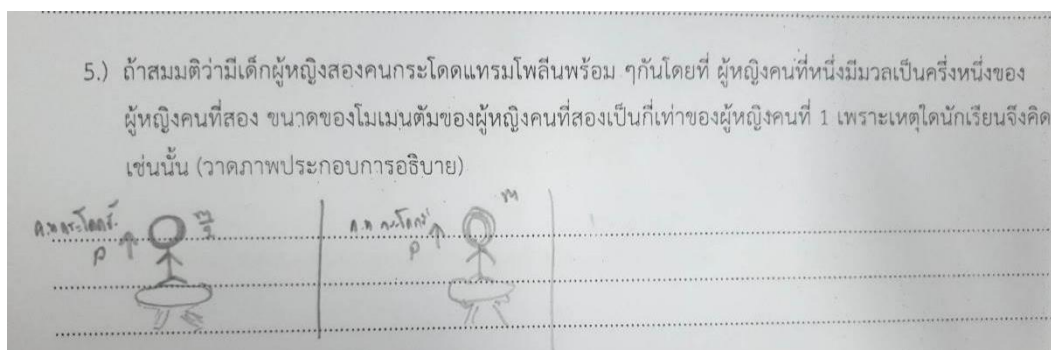 5.) ถ้าสมมติว่ามีเด็กผู้หญิงสองคนกระโดดแทรมโพลีนพร้อม ๆกันโดยที่ ผู้หญิงคนที่หนึ่งมีมวลเป็นครึ่งหนึ่งของ
ผู้หญิงคนที่สอง ขนาดของโมเมนตัมของผู้หญิงคนที่สองเป็นกี่เท่าของผู้หญิงคนที่ 1 เพราะเหตุใดนักเรียนจึงคิด
เช่นนั้น (วาดภาพประกอบการอธิบาย)
m/2
m
p
p